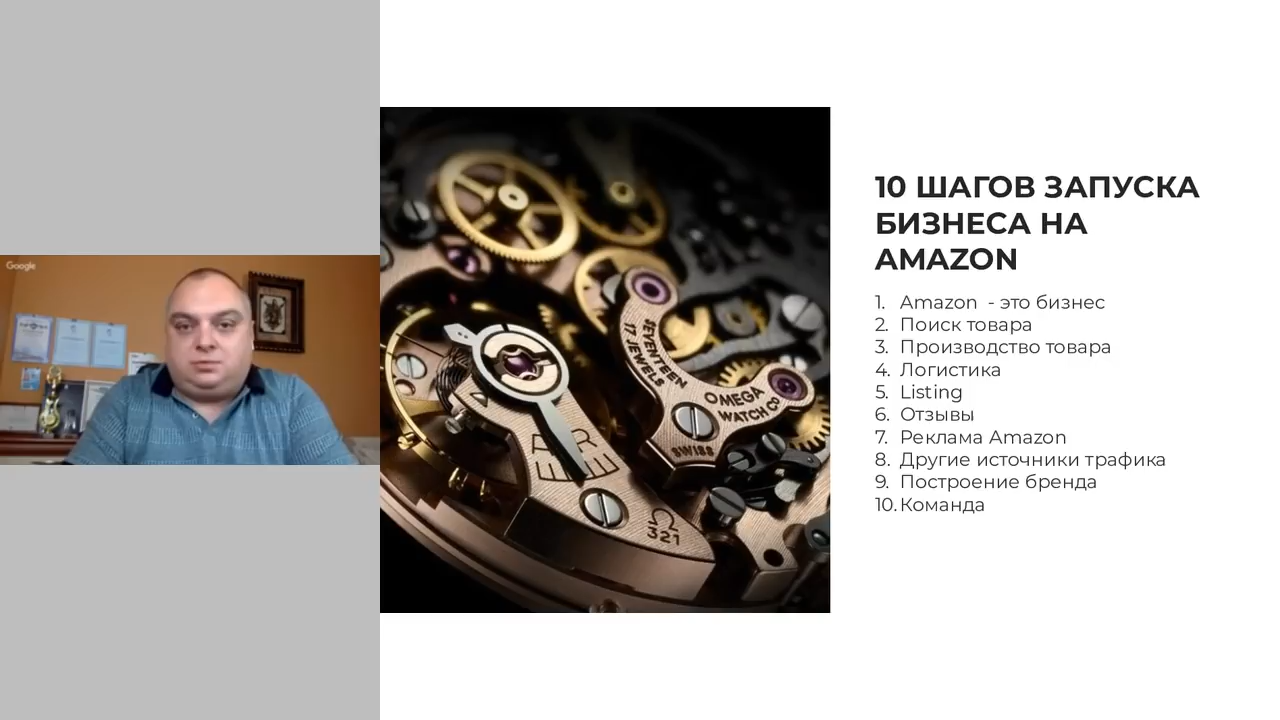 Google
SEVENTEEN
17 JEWELS
OMEGA
WATCH Co
SWISS
Ω
321
10 ШАГОВ ЗАПУСКА
БИЗНЕСА НА
AMAZON
1. Amazon - это бизнес
2. Поиск товара
3. Производство товара
4. Логистика
5. Listing
6. Отзывы
7. Реклама Amazon
8. Другие источники трафика
9. Построение бренда
10. Команда